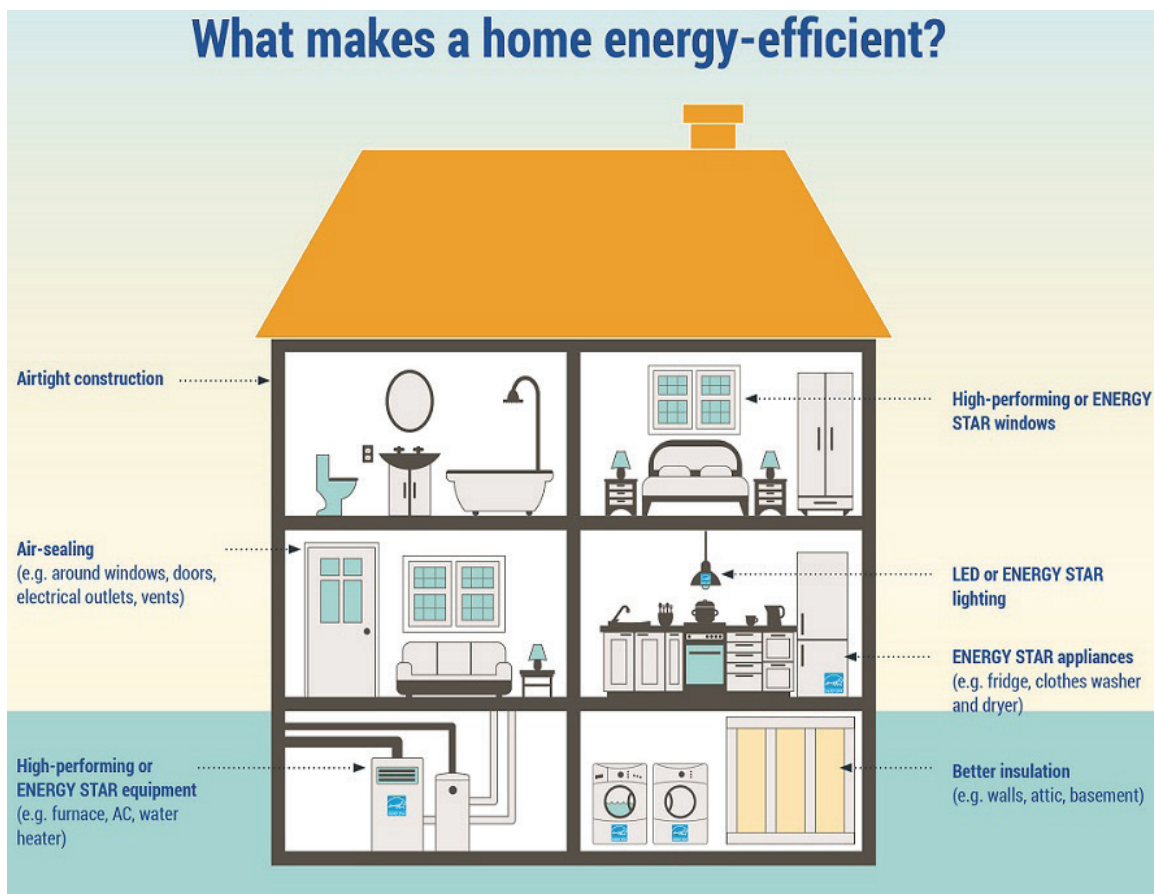 What makes a home energy-efficient?
Airtight construction
High-performing or ENERGY
STAR windows
Air-sealing
(e.g. around windows, doors,
electrical outlets, vents)
LED or ENERGY STAR
lighting
ENERGY STAR appliances
(e.g. fridge, clothes washer
and dryer)
High-performing or
ENERGY STAR equipment
(e.g. furnace, AC, water
heater)
Better insulation
(e.g. walls, attic, basement)